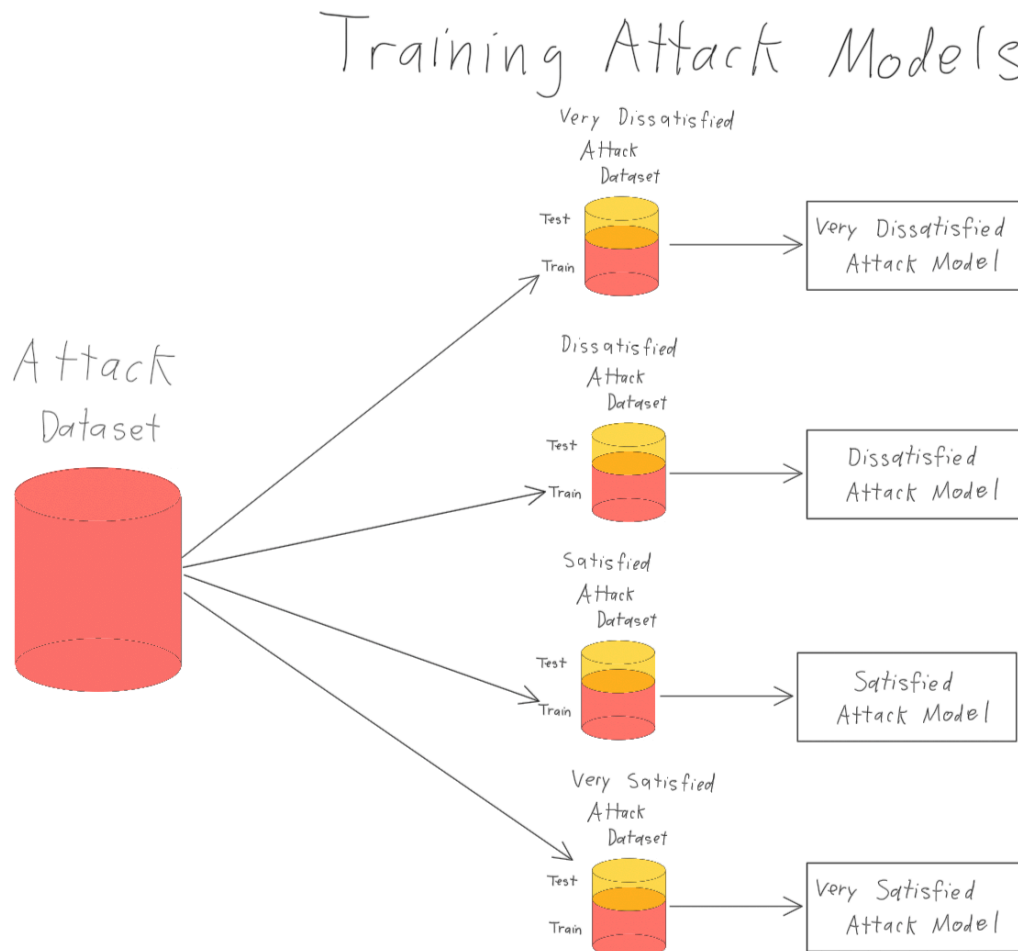 Training Attack Models
Very Dissatisfied
Attack
Dataset
Test
Train
Very Dissatisfied
Attack Model
Attack
Dataset
Dissatisfied
Attack
Dataset
Test
Train
Dissatisfied
Attack Model
Satisfied
Attack
Dataset
Test
Train
Satisfied
Attack Model
Very Satisfied
Attack
Dataset
Test
Train
Very Satisfied
Attack Model